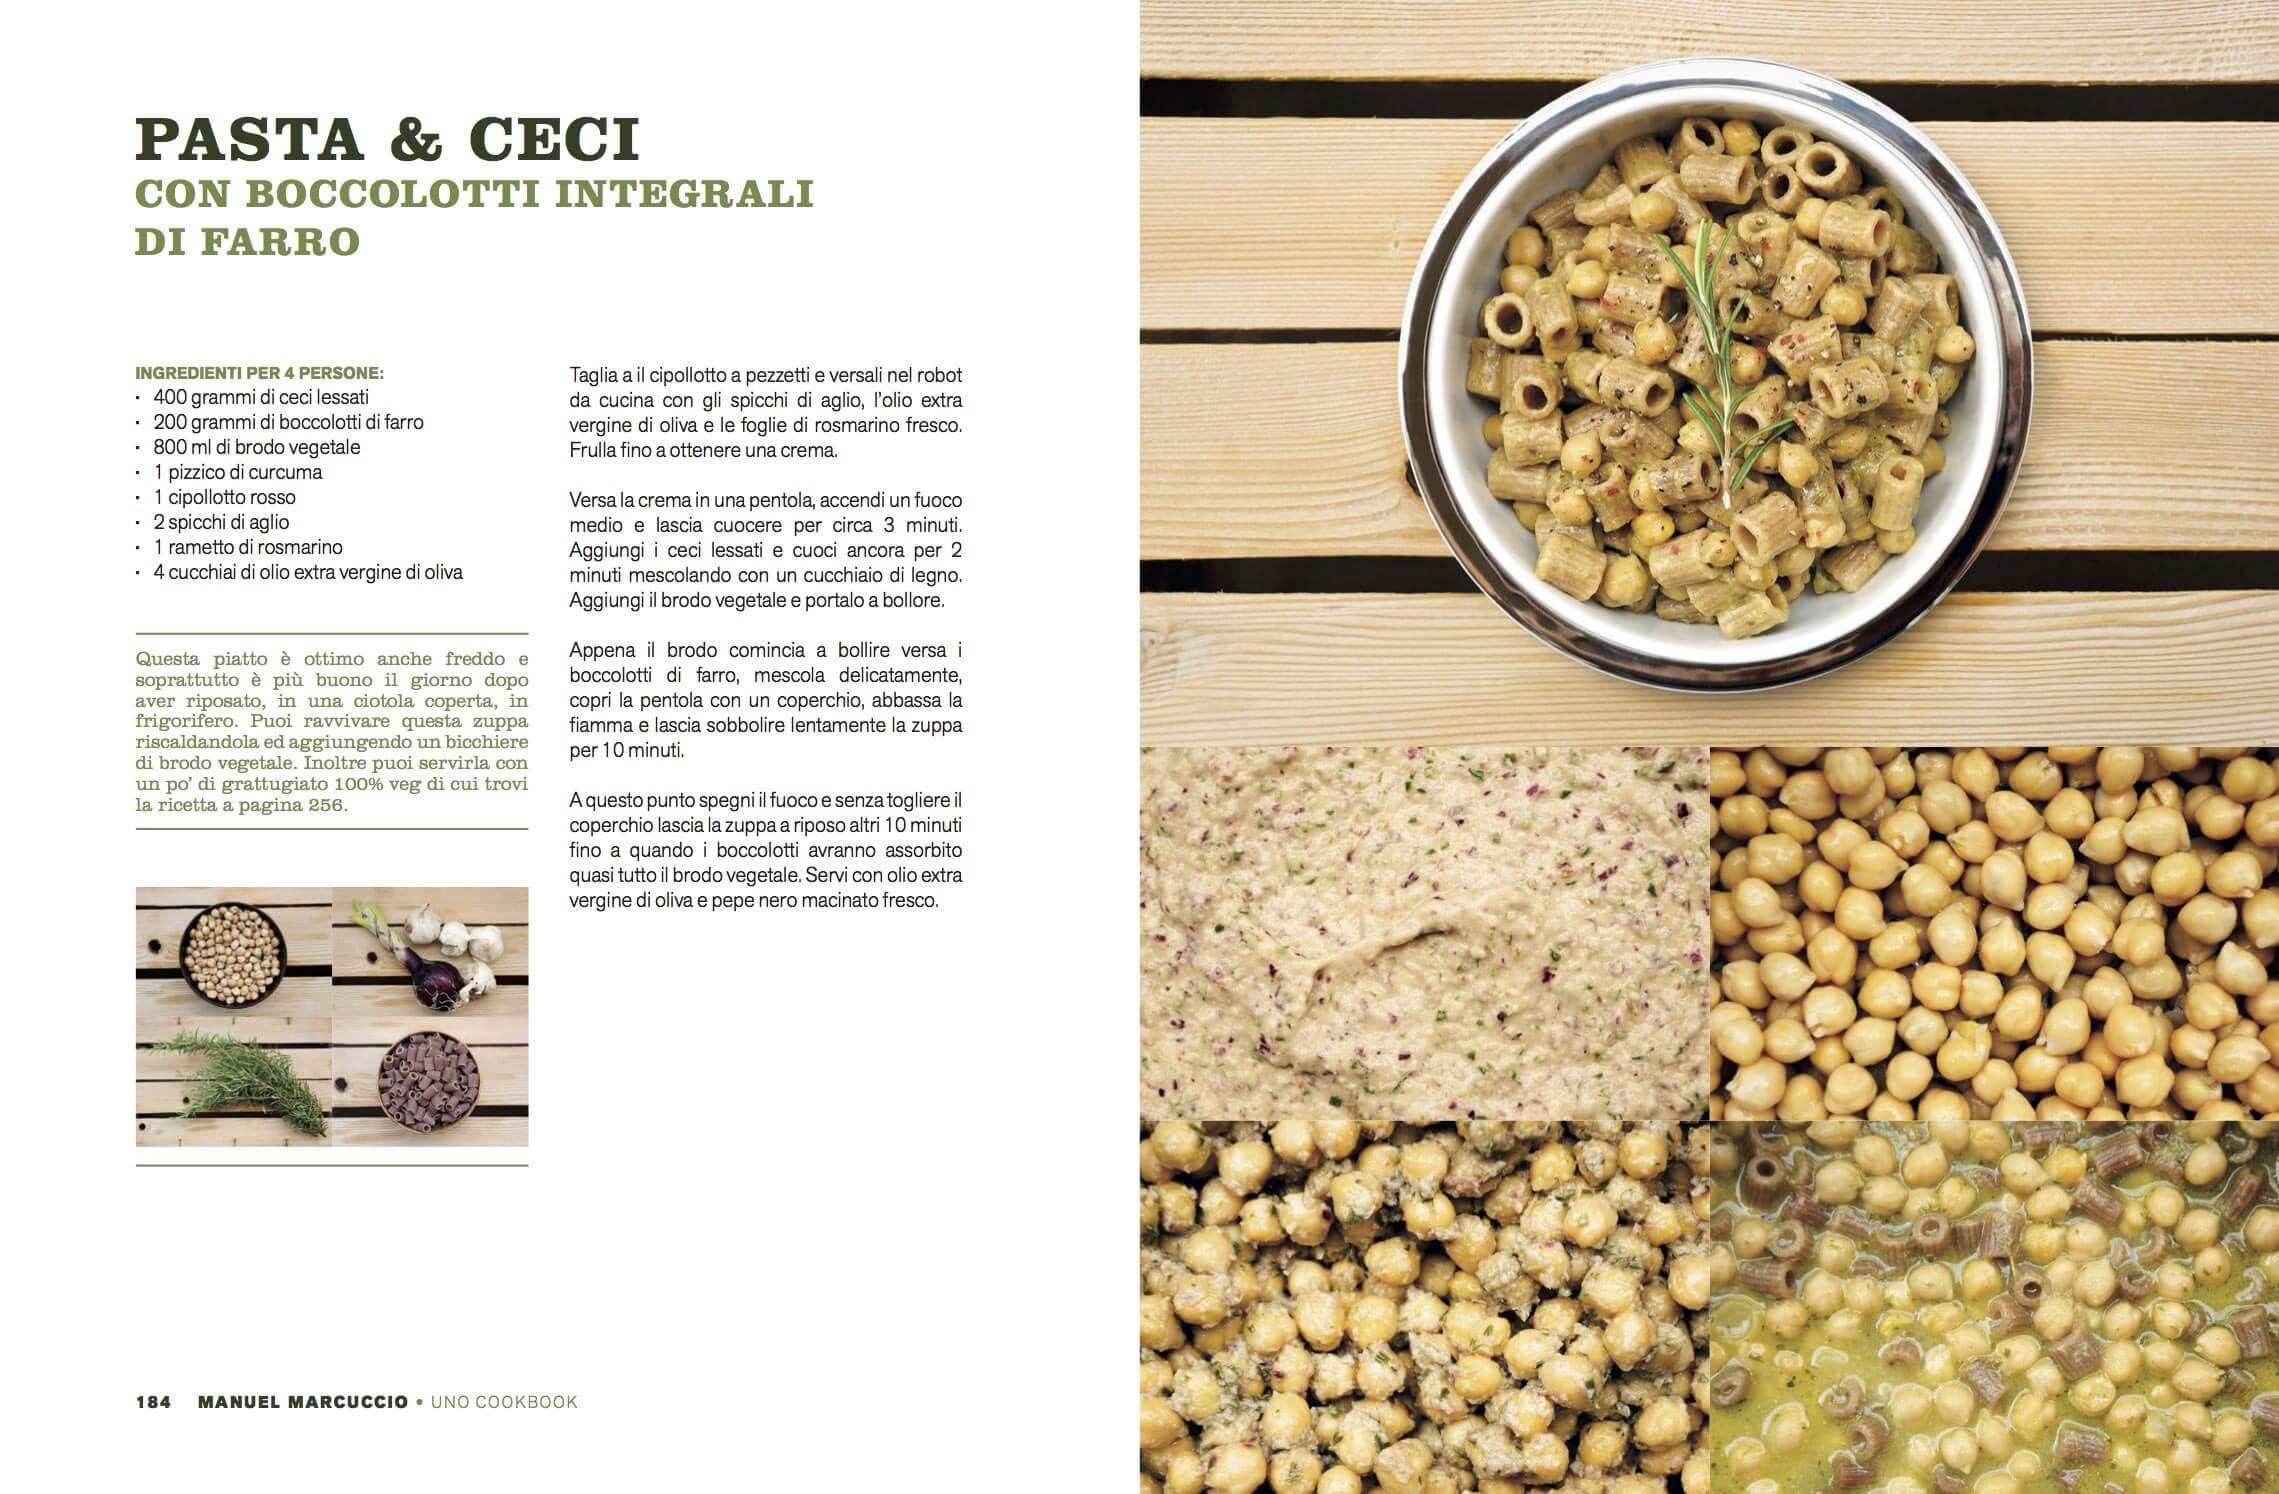 PASTA & CECI
CON BOCCOLOTTI INTEGRALI
DI FARRO
INGREDIENTI PER 4 PERSONE:
· 400 grammi di ceci lessati
· 200 grammi di boccolotti di farro
· 800 ml di brodo vegetale
· 1 pizzico di curcuma
· 1 cipollotto rosso
· 2 spicchi di aglio
· 1 rametto di rosmarino
· 4 cucchiai di olio extra vergine di oliva
Questa piatto è ottimo anche freddo e
soprattutto è più buono il giorno dopo
aver riposato, in una ciotola coperta, in
frigorifero. Puoi ravvivare questa zuppa
riscaldandola ed aggiungendo un bicchiere
di brodo vegetale. Inoltre puoi servirla con
un po' di grattugiato 100% veg di cui trovi
la ricetta a pagina 256.
Taglia a il cipollotto a pezzetti e versali nel robot
da cucina con gli spicchi di aglio, l'olio extra
vergine di oliva e le foglie di rosmarino fresco.
Frulla fino a ottenere una crema.
Versa la crema in una pentola, accendi un fuoco
medio e lascia cuocere per circa 3 minuti.
Aggiungi i ceci lessati e cuoci ancora per 2
minuti mescolando con un cucchiaio di legno.
Aggiungi il brodo vegetale e portalo a bollore.
Appena il brodo comincia a bollire versa i
boccolotti di farro, mescola delicatamente,
copri la pentola con un coperchio, abbassa la
fiamma e lascia sobbolire lentamente la zuppa
per 10 minuti.
A questo punto spegni il fuoco e senza togliere il
coperchio lascia la zuppa a riposo altri 10 minuti
fino a quando i boccolotti avranno assorbito
quasi tutto il brodo vegetale. Servi con olio extra
vergine di oliva e pepe nero macinato fresco.
184 MANUEL MARCUCCIO • UNO COOKBOOK